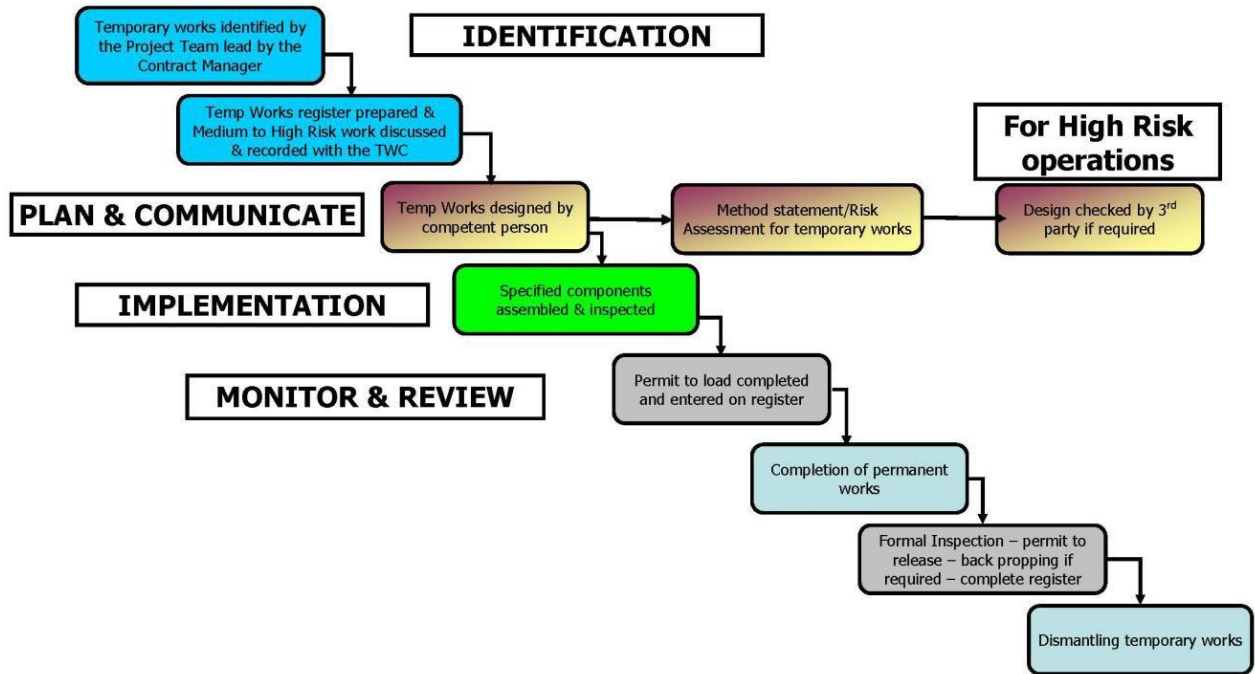 Temporary works identified by
the Project Team lead by the
Contract Manager
IDENTIFICATION
Temp Works register prepared &
Medium to High Risk work discussed
& recorded with the TWC
For High Risk
operations
PLAN & COMMUNICATE
Temp Works designed by
competent person
Method statement/Risk
Assessment for temporary works
Design checked by 3rd
party if required
IMPLEMENTATION
Specified components
assembled & inspected
MONITOR & REVIEW
Permit to load completed
and entered on register
Completion of permanent
works
Formal Inspection – permit to
release – back propping if
required – complete register
Dismantling temporary works